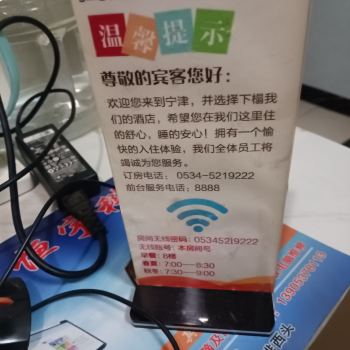 温馨提示
尊敬的宾客您好：
欢迎您来到宁津，并选择下榻我
们的酒店，希望您在我们这里住
的舒心，睡的安心！拥有一个愉
快的入住体验，我们全体员工将
竭诚为您服务。
订房电话：0534-5219222
前台服务电话：8888
房间无线密码：05345219222
无线账号：本房间号
早餐：8楼
春夏：7:00--8:30
秋冬：7:30--9:00